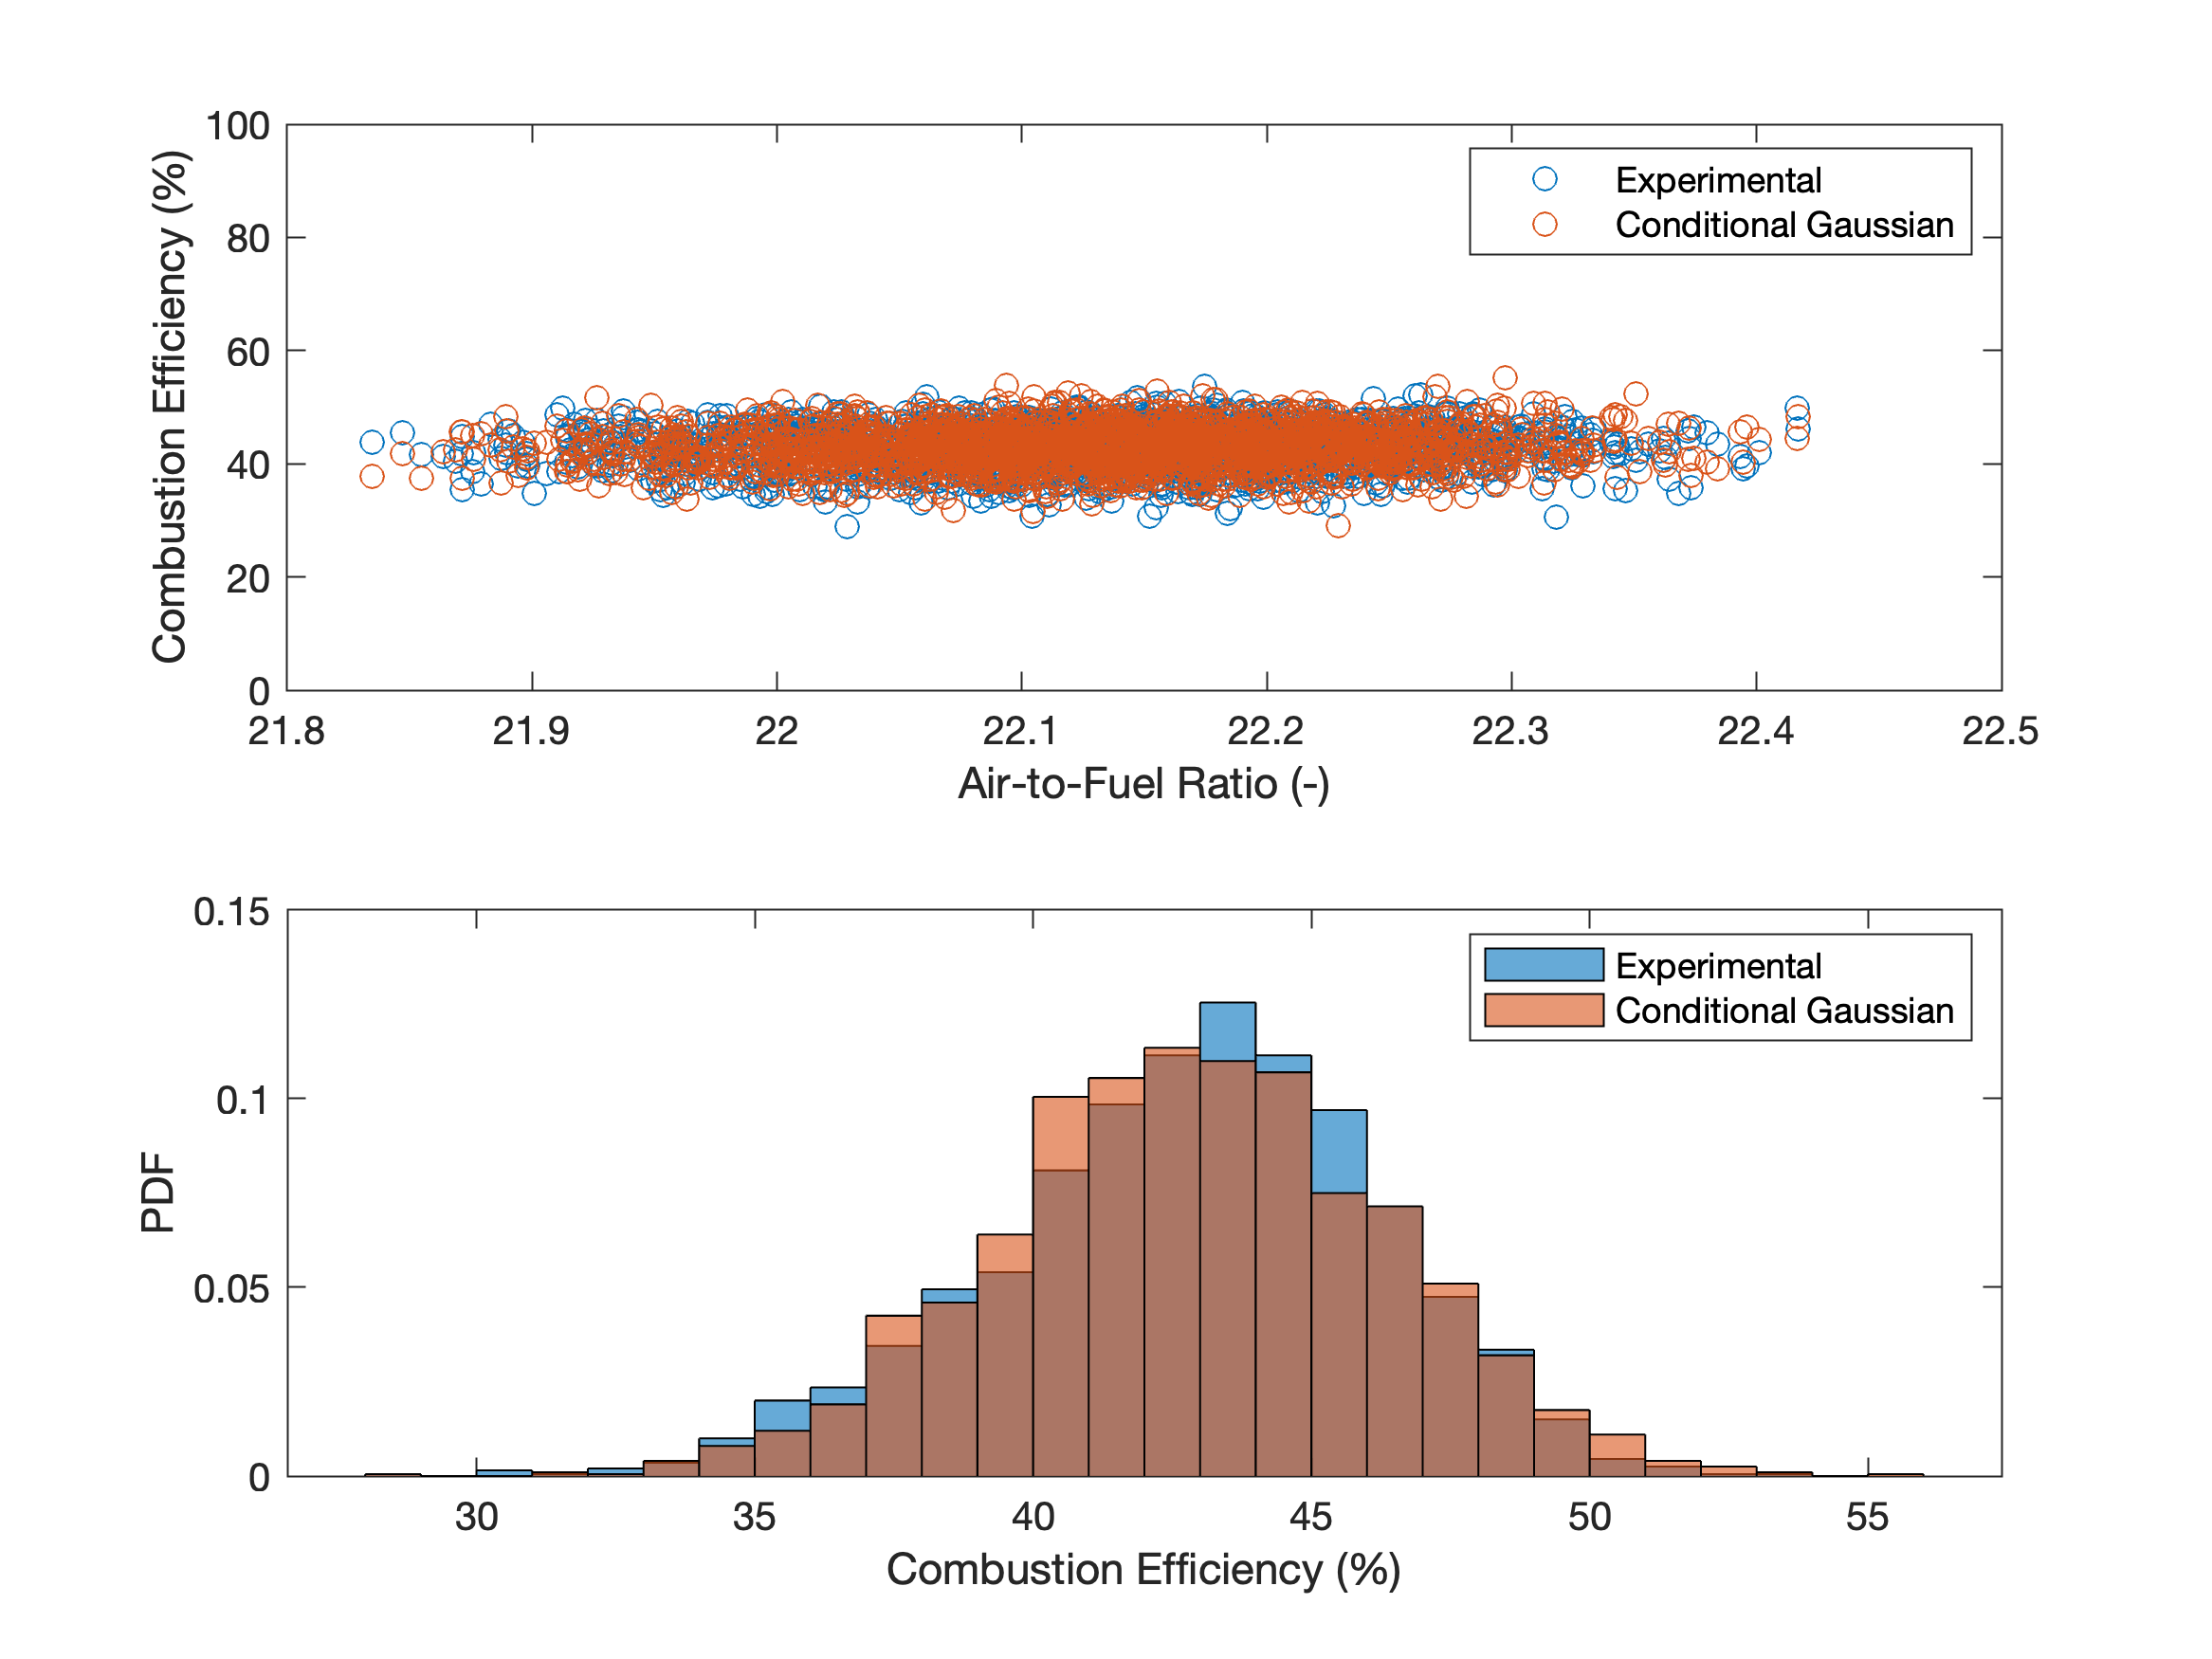 100
80
60
40
20
0
Combustion Efficiency (%)
Experimental
Conditional Gaussian
21.8 21.9 22 22.1 22.2 22.3 22.4 22.5
Air-to-Fuel Ratio (-)
0.15
0.1
0.05
0
PDF
Experimental
Conditional Gaussian
30 35 40 45 50 55
Combustion Efficiency (%)